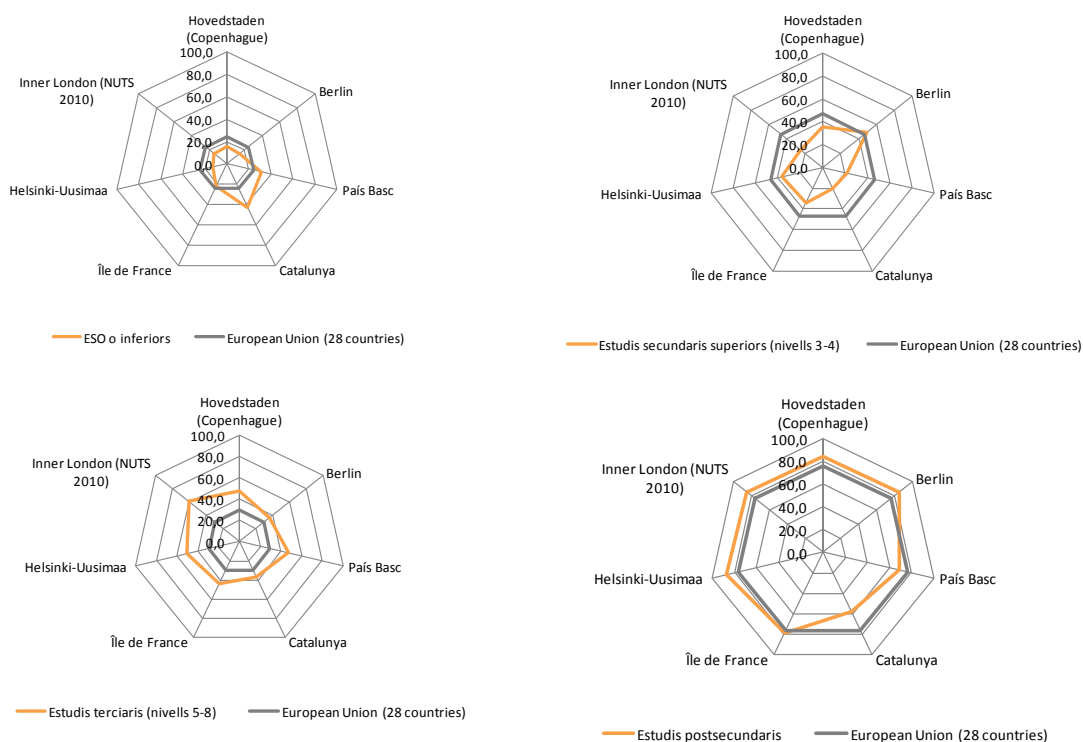 Hovedstaden
(Copenhague)
100,0
80,0
60,0
40,0
20,0
0,0
Berlin
País Basc
Catalunya
Île de France
Helsinki-Uusimaa
Inner London (NUTS
2010)
ESO o inferiors
European Union (28 countries)
Hovedstaden
(Copenhague)
100,0
80,0
60,0
40,0
20,0
0,0
Berlin
País Basc
Catalunya
Île de France
Helsinki-Uusimaa
Inner London (NUTS
2010)
Estudis secundaris superiors (nivells 3-4)
European Union (28 countries)
Hovedstaden
(Copenhague)
100,0
80,0
60,0
40,0
20,0
0,0
Berlin
País Basc
Catalunya
Île de France
Helsinki-Uusimaa
Inner London (NUTS
2010)
Estudis terciaris (nivells 5-8)
European Union (28 countries)
Hovedstaden
(Copenhague)
100,0
80,0
60,0
40,0
20,0
0,0
Berlin
País Basc
Catalunya
Île de France
Helsinki-Uusimaa
Inner London (NUTS
2010)
Estudis postsecundaris
European Union (28 countries)